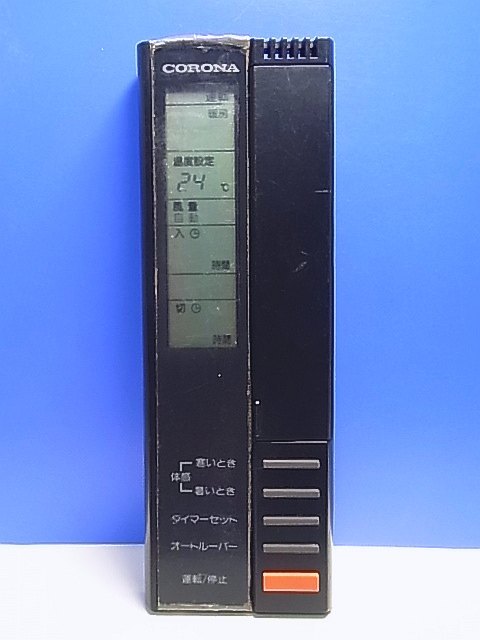 CORONA
運転
暖房
温度設定
24 ℃
風量
自動
入
時間
切
時間
寒いとき
体感
暑いとき
タイマーセット
オートルーバー
運転/停止